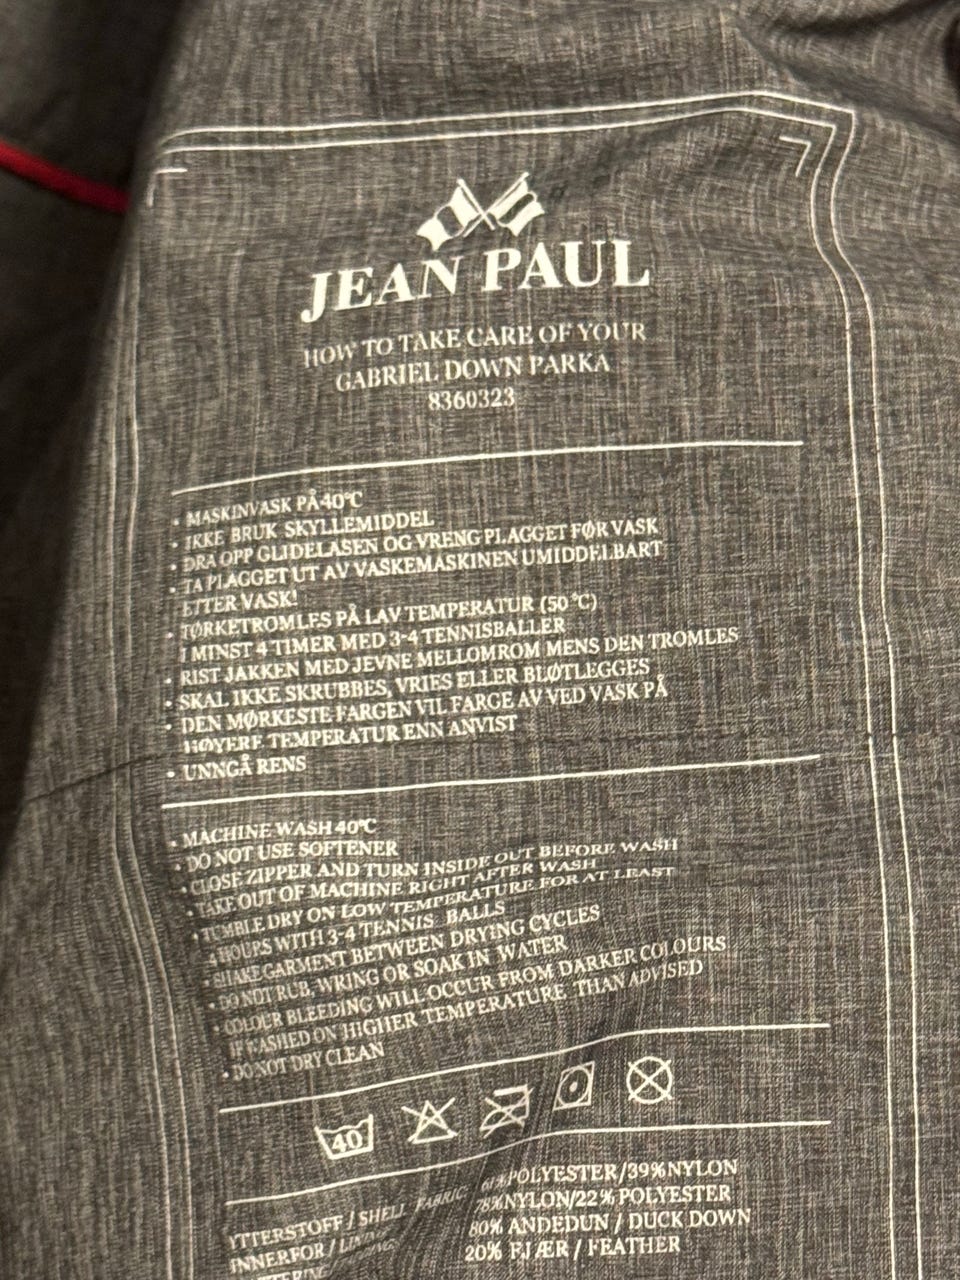 JEAN PAUL
HOW TO TAKE CARE OF YOUR
GABRIEL DOWN PARKA
8360323
• MASKINVASK PÅ 40°C
• IKKE BRUK SKYLLEMIDDEL
• DRA OPP GLIDELASEN OG VRENG PLAGGET FØR VASK
• TA PLAGGET UT AV VASKEMASKINEN UMIDDELBART
ETTER VASK!
• TØRKETROMLES PÅ LAV TEMPERATUR (50 °C)
I MINST 4 TIMER MED 3-4 TENNISBALLER
• RIST JAKKEN MED JEVNE MELLOMROM MENS DEN TROMLES
• SKAL IKKE SKRUBBES, VRIES ELLER BLØTLEGGES
• DEN MØRKESTE FARGEN VIL FARGE AV VED VASK PÅ
HØYERE TEMPERATUR ENN ANVIST
• UNNGÅ RENS
• MACHINE WASH 40°C
• DO NOT USE SOFTENER
• CLOSE ZIPPER AND TURN INSIDE OUT BEFORE WASH
• TAKE OUT OF MACHINE RIGHT AFTER WASH
• TUMBLE DRY ON LOW TEMPERATURE FOR AT LEAST
4 HOURS WITH 3-4 TENNIS BALLS
• SHAKE GARMENT BETWEEN DRYING CYCLES
• DO NOT RUB, WRING OR SOAK IN WATER
• COLOUR BLEEDING WILL OCCUR FROM DARKER COLOURS
IF WASHED ON HIGHER TEMPERATURE THAN ADVISED
• DO NOT DRY CLEAN
40
YTTERSTOFF / SHELL FABRIC: 61% POLYESTER/39% NYLON
INNERFOR / LINING: 78% NYLON/22% POLYESTER
80% ANDEDUN / DUCK DOWN
20% FJÆR / FEATHER